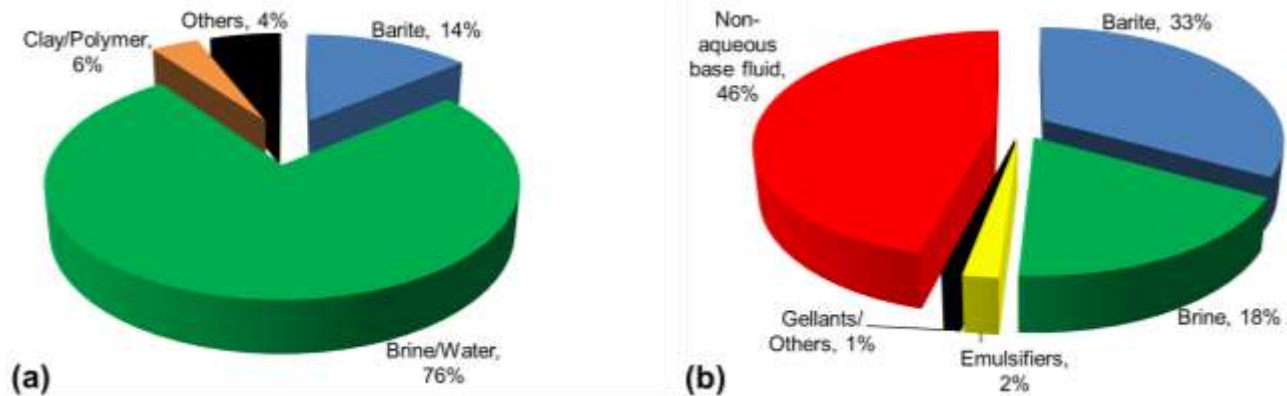 Others, 4%
Barite, 14%
Clay/Polymer,
6%
Brine/Water,
76%
(a)
Non-
aqueous
base fluid,
46%
Barite, 33%
Gellants/
Others, 1%
Emulsifiers,
2%
Brine, 18%
(b)